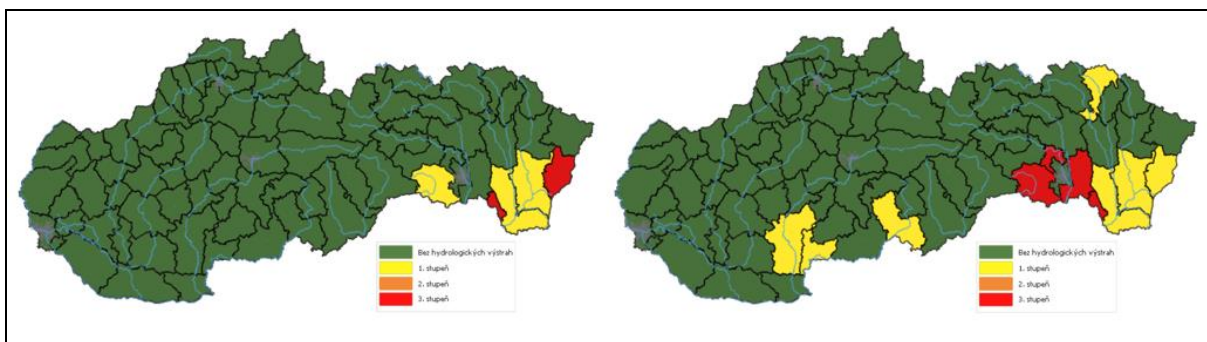 Bez hydrologických výstrah
1. stupeň
2. stupeň
3. stupeň
Bez hydrologických výstrah
1. stupeň
2. stupeň
3. stupeň